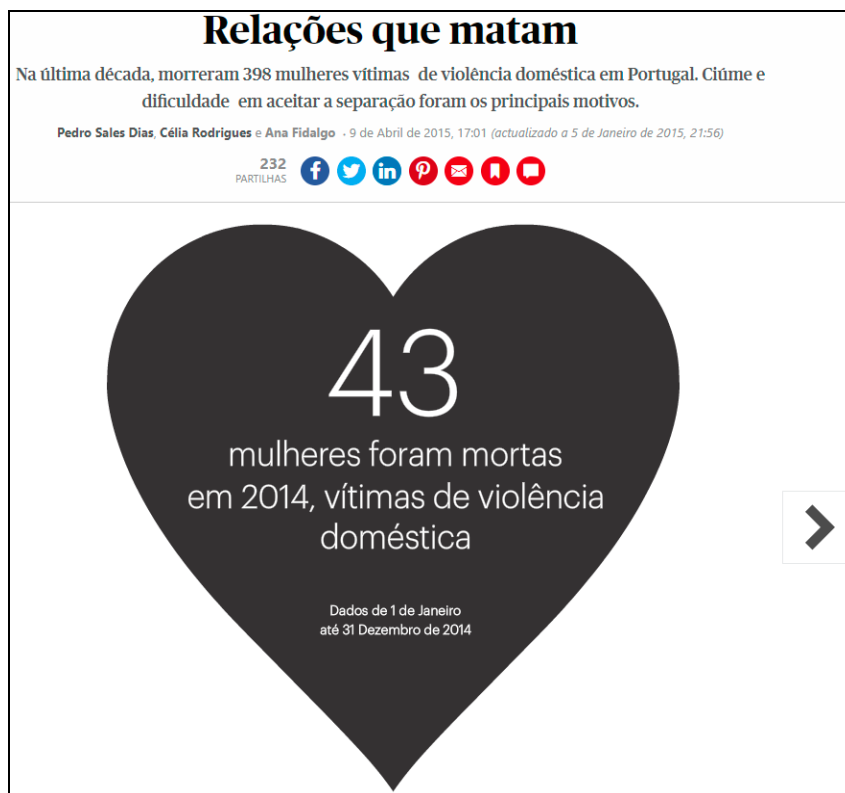 Relações que matam
Na última década, morreram 398 mulheres vítimas de violência doméstica em Portugal. Ciúme e
dificuldade em aceitar a separação foram os principais motivos.
Pedro Sales Dias, Célia Rodrigues e Ana Fidalgo · 9 de Abril de 2015, 17:01 (actualizado a 5 de Janeiro de 2015, 21:56)
232
PARTILHAS
43
mulheres foram mortas
em 2014, vítimas de violência
doméstica
Dados de 1 de Janeiro
até 31 Dezembro de 2014